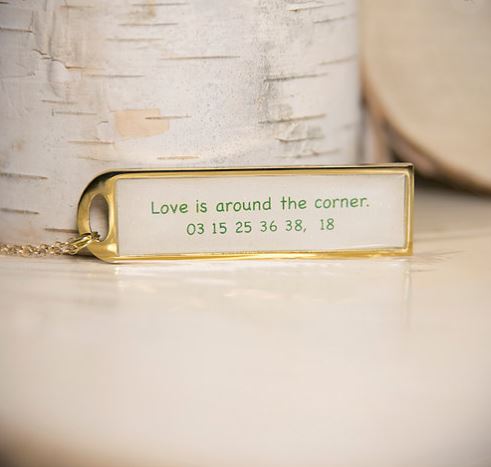 Love is around the corner.
03 15 25 36 38, 18